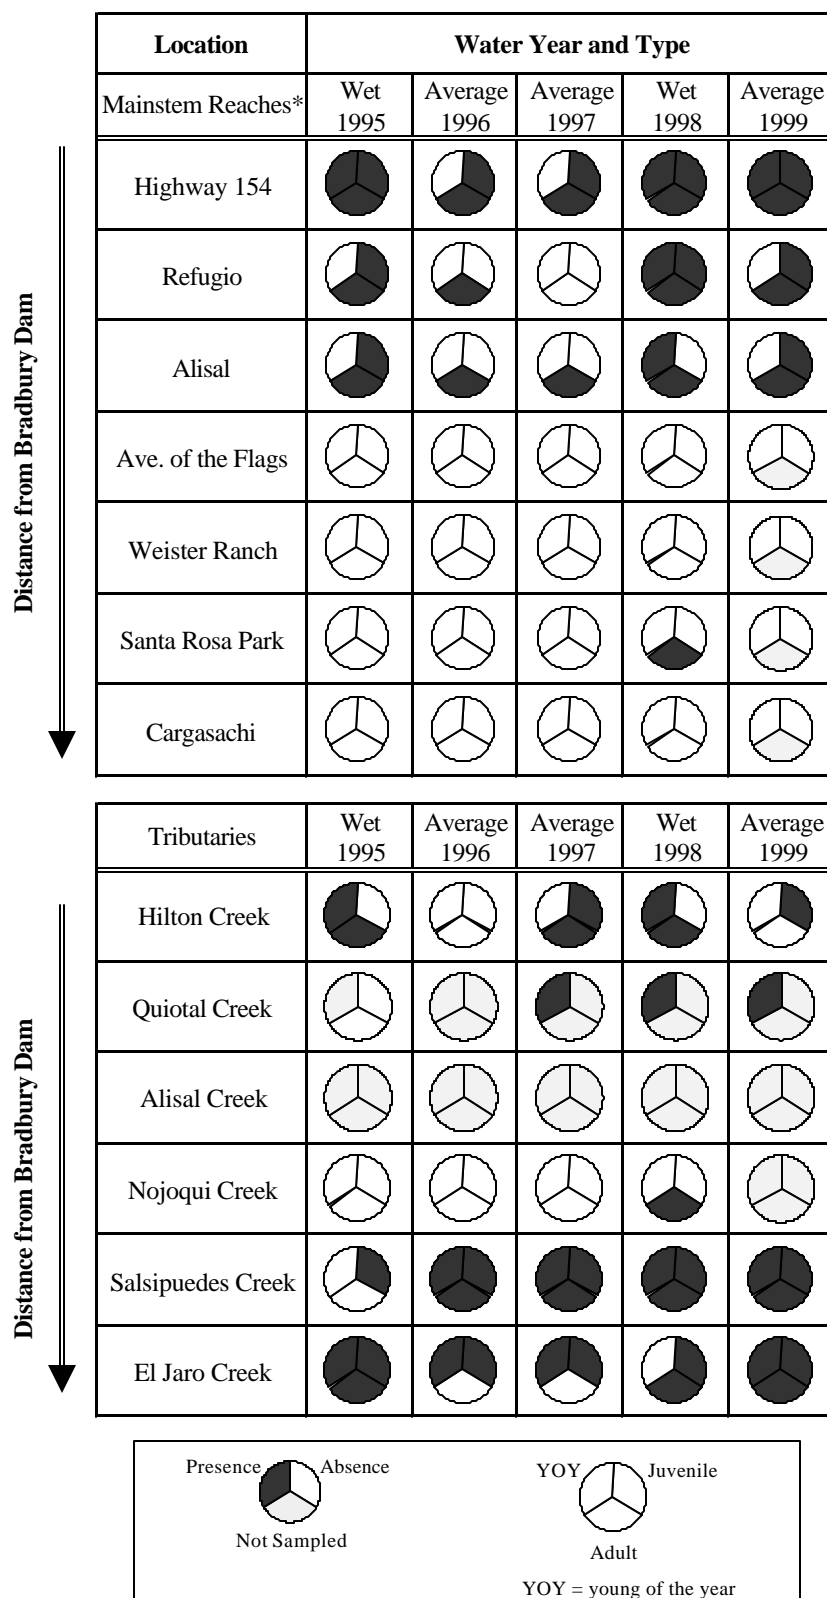 Location
Water Year and Type
Mainstem Reaches*
Wet
1995
Average
1996
Average
1997
Wet
1998
Average
1999
Distance from Bradbury Dam
Highway 154
Refugio
Alisal
Ave. of the Flags
Weister Ranch
Santa Rosa Park
Cargasachi
Tributaries
Wet
1995
Average
1996
Average
1997
Wet
1998
Average
1999
Distance from Bradbury Dam
Hilton Creek
Quiotal Creek
Alisal Creek
Nojoqui Creek
Salsipuedes Creek
El Jaro Creek
Presence
Absence
Not Sampled
YOY
Juvenile
Adult
YOY = young of the year